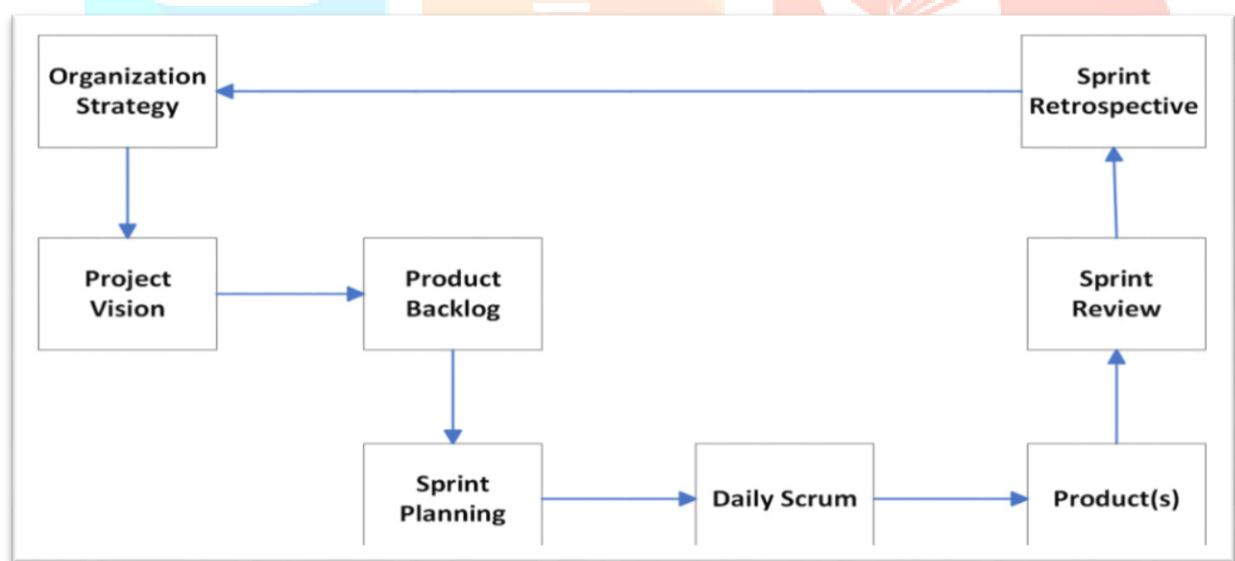 Organization
Strategy
Sprint
Retrospective
Project
Vision
Product
Backlog
Sprint
Review
Sprint
Planning
Daily Scrum
Product(s)